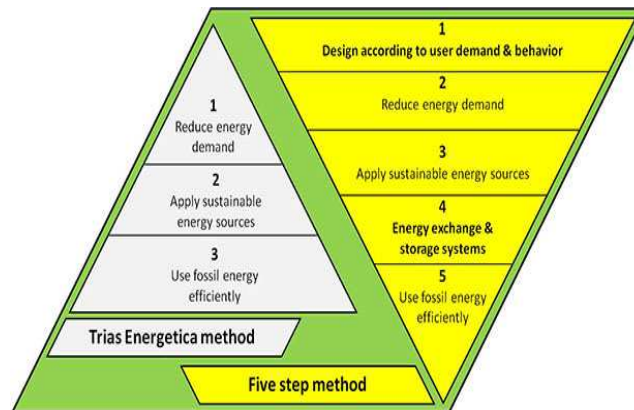 1
Reduce energy
demand
2
Apply sustainable
energy sources
3
Use fossil energy
efficiently
Trias Energetica method
1
Design according to user demand & behavior
2
Reduce energy demand
3
Apply sustainable energy sources
4
Energy exchange &
storage systems
5
Use fossil energy
efficiently
Five step method